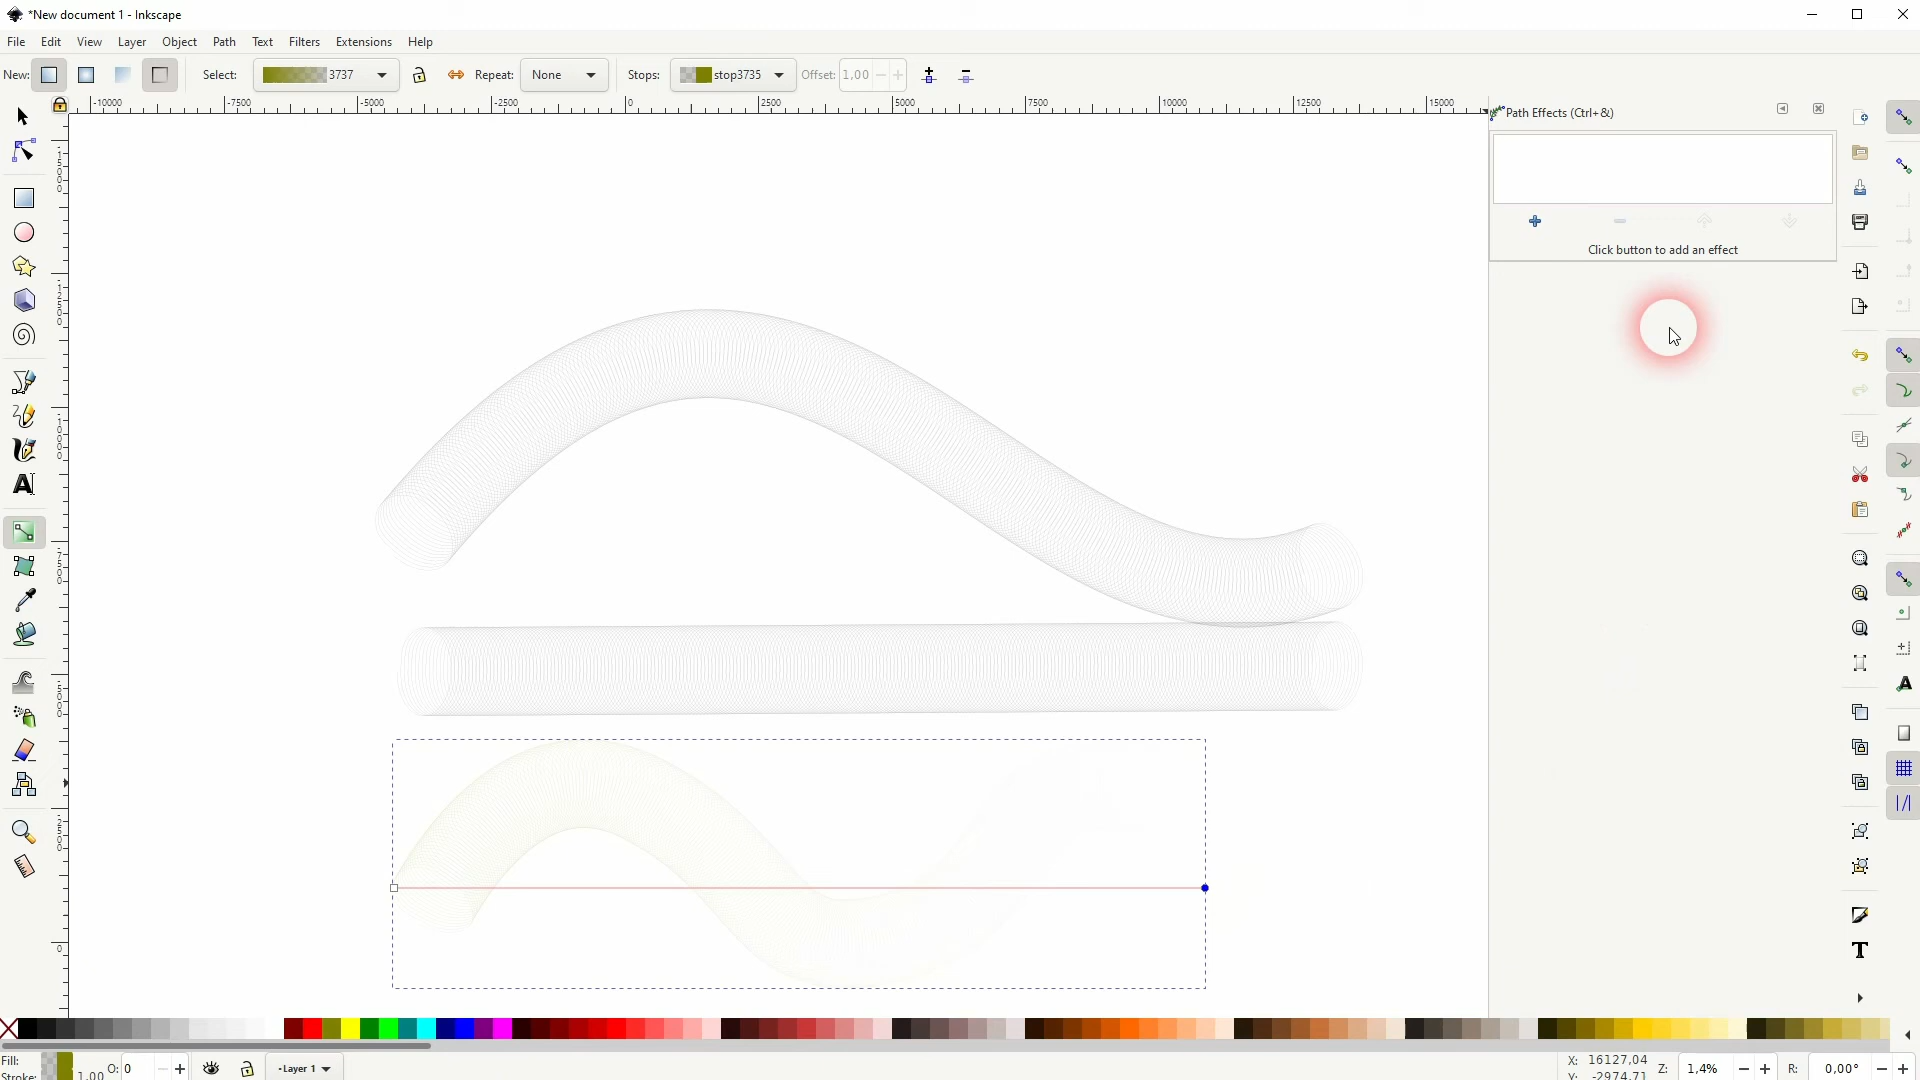 *New document 1 - Inkscape
File Edit View Layer Object Path Text Filters Extensions Help
New: Select: 3737 Repeat: None Stops: stop3735 Offset: 1,00
-10000 -7500 -5000 -2500 0 2500 5000 7500 10000 12500 15000
Path Effects (Ctrl+&)
Click button to add an effect
Fill:
Stroke: 1,00 O: 0 -Layer 1
X: 16127,04
Y: -2974,71
Z: 1,4% R: 0,00°